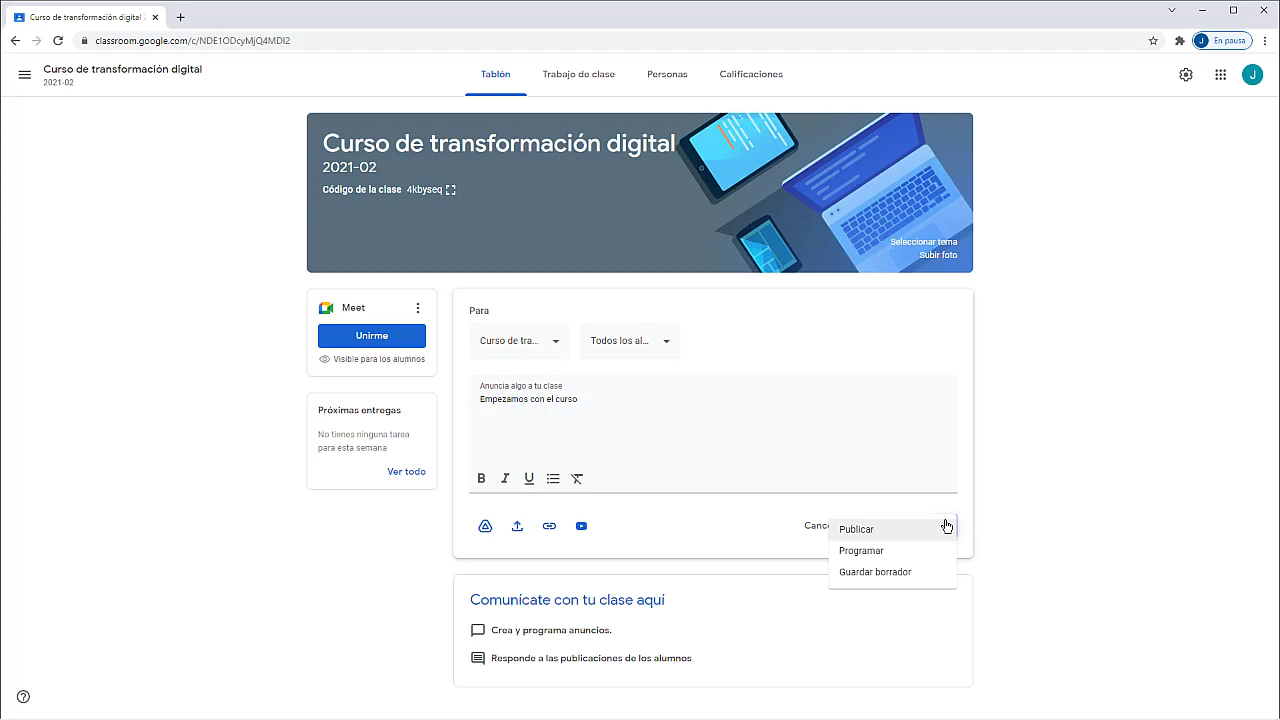 Curso de transformación digital
classroom.google.com/c/NDE1ODcyMjQ4MDI2
J
En pausa
Curso de transformación digital
2021-02
Tablón
Trabajo de clase
Personas
Calificaciones
J
Curso de transformación digital
2021-02
Código de la clase 4kbyseq
Seleccionar tema
Subir foto
Meet
Unirme
Visible para los alumnos
Próximas entregas
No tienes ninguna tarea
para esta semana
Ver todo
Para
Curso de tra...
Todos los al...
Anuncia algo a tu clase
Empezamos con el curso
B I U
Canc
Publicar
Programar
Guardar borrador
Comunícate con tu clase aquí
Crea y programa anuncios.
Responde a las publicaciones de los alumnos